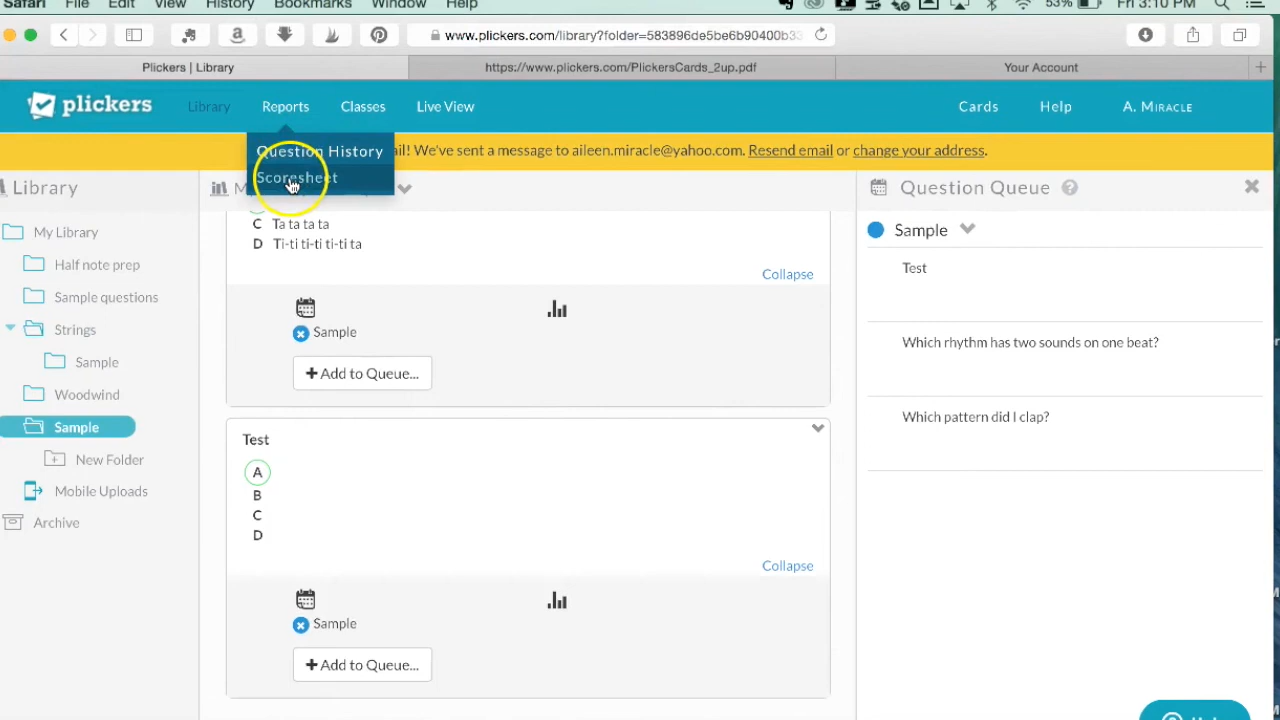 Safari File Edit View History Bookmarks Window Help 53% Fri 3:10 PM
www.plickers.com/library?folder=583896de5be6b90400b33
Plickers | Library https://www.plickers.com/PlickersCards_2up.pdf Your Account
plickers Library Reports Classes Live View Cards Help A. Miracle
Question History
Scoresheet
ail! We've sent a message to aileen.miracle@yahoo.com. Resend email or change your address.
Library
My Library
Half note prep
Sample questions
Strings
Sample
Woodwind
Sample
New Folder
Mobile Uploads
Archive
C Ta ta ta ta
D Ti-ti ti-ti ti-ti ta
Collapse
Sample
+ Add to Queue...
Test
A
B
C
D
Collapse
Sample
+ Add to Queue...
Question Queue
Sample
Test
Which rhythm has two sounds on one beat?
Which pattern did I clap?